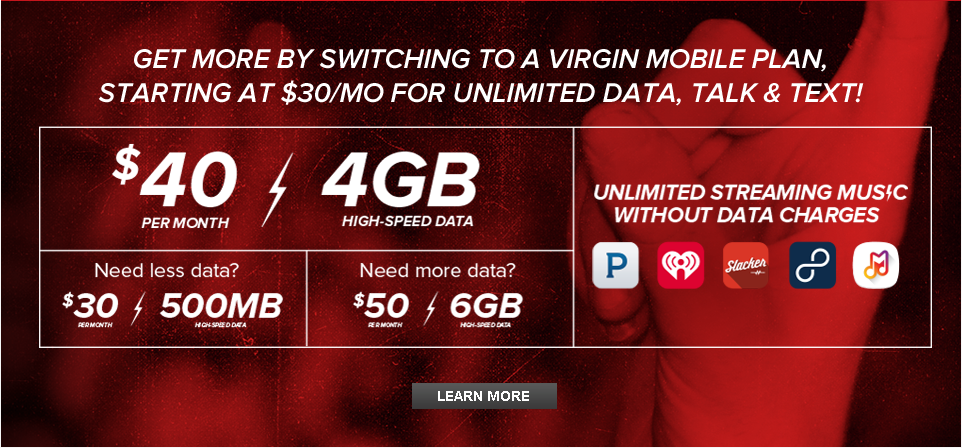 GET MORE BY SWITCHING TO A VIRGIN MOBILE PLAN,
STARTING AT $30/MO FOR UNLIMITED DATA, TALK & TEXT!
$40
PER MONTH
4GB
HIGH-SPEED DATA
Need less data?
$30
PER MONTH
500MB
HIGH-SPEED DATA
Need more data?
$50
PER MONTH
6GB
HIGH-SPEED DATA
UNLIMITED STREAMING MUSIC
WITHOUT DATA CHARGES
P
Slacker
LEARN MORE